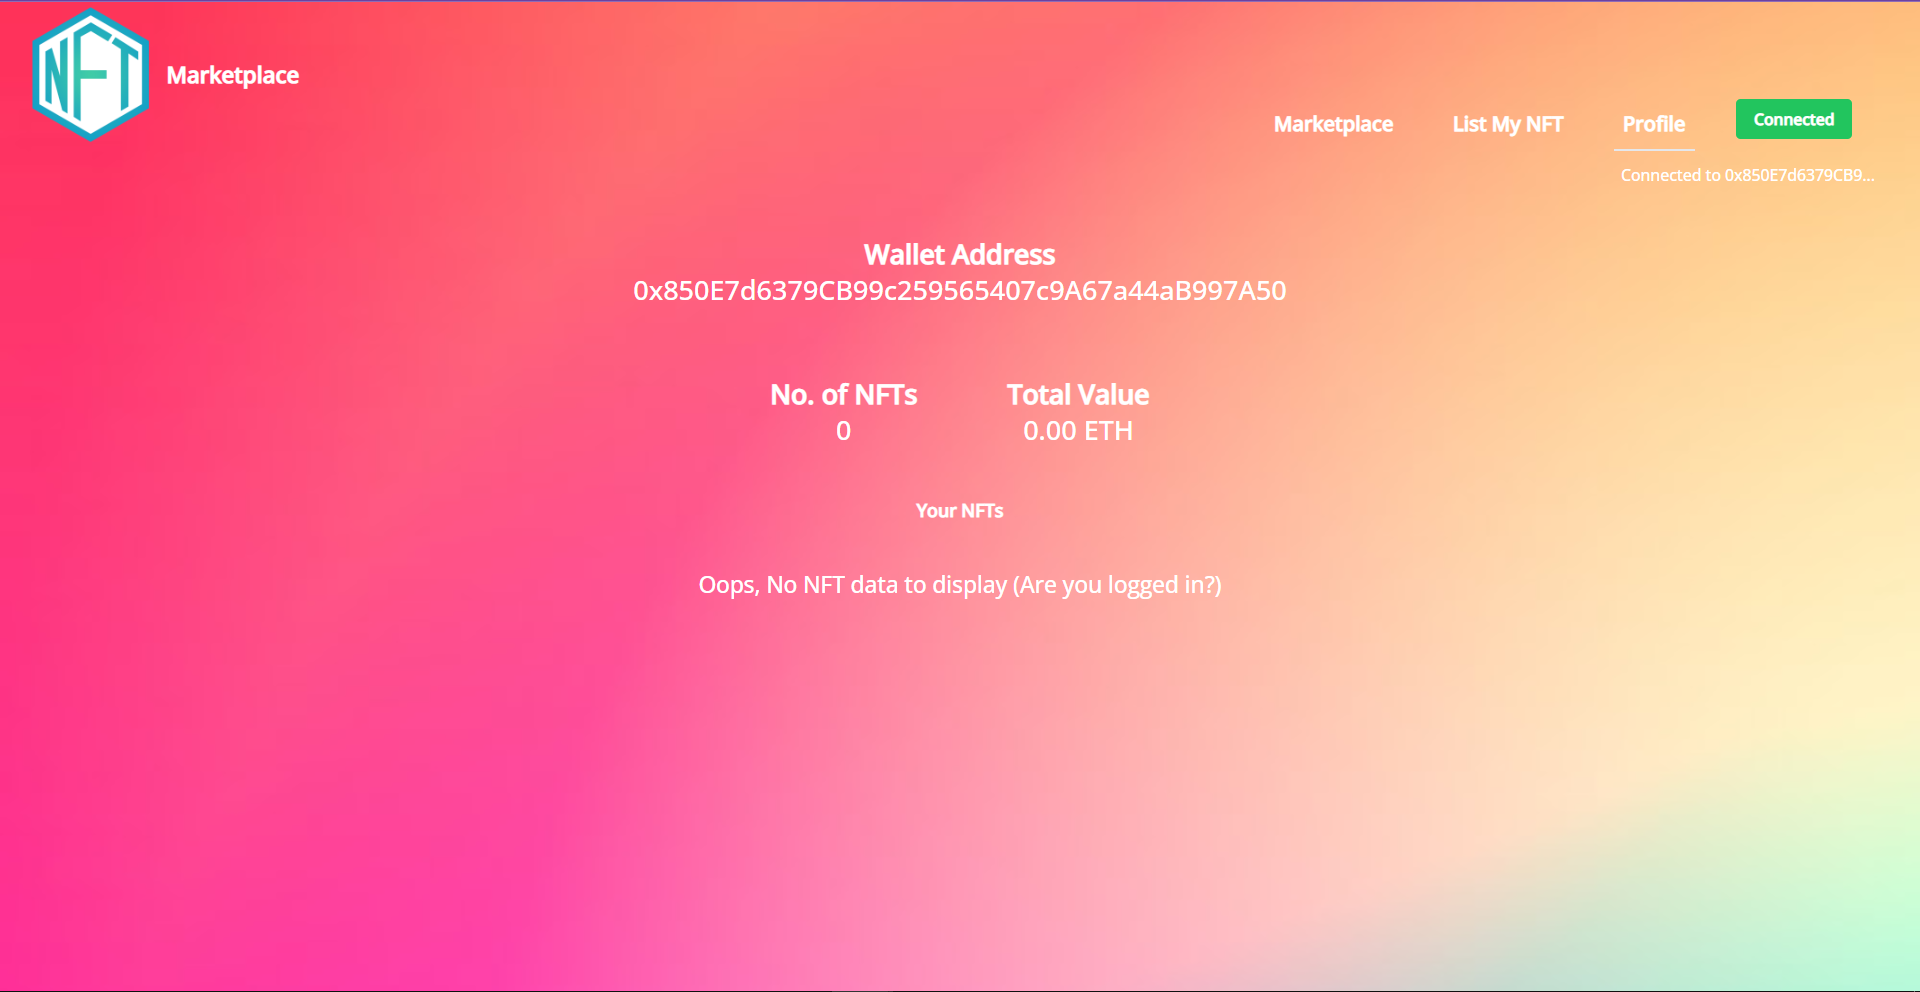 NFT
Marketplace
Marketplace
List My NFT
Profile
Connected
Connected to 0x850E7d6379CB9...
Wallet Address
0x850E7d6379CB99c259565407c9A67a44aB997A50
No. of NFTs
Total Value
0
0.00 ETH
Your NFTs
Oops, No NFT data to display (Are you logged in?)